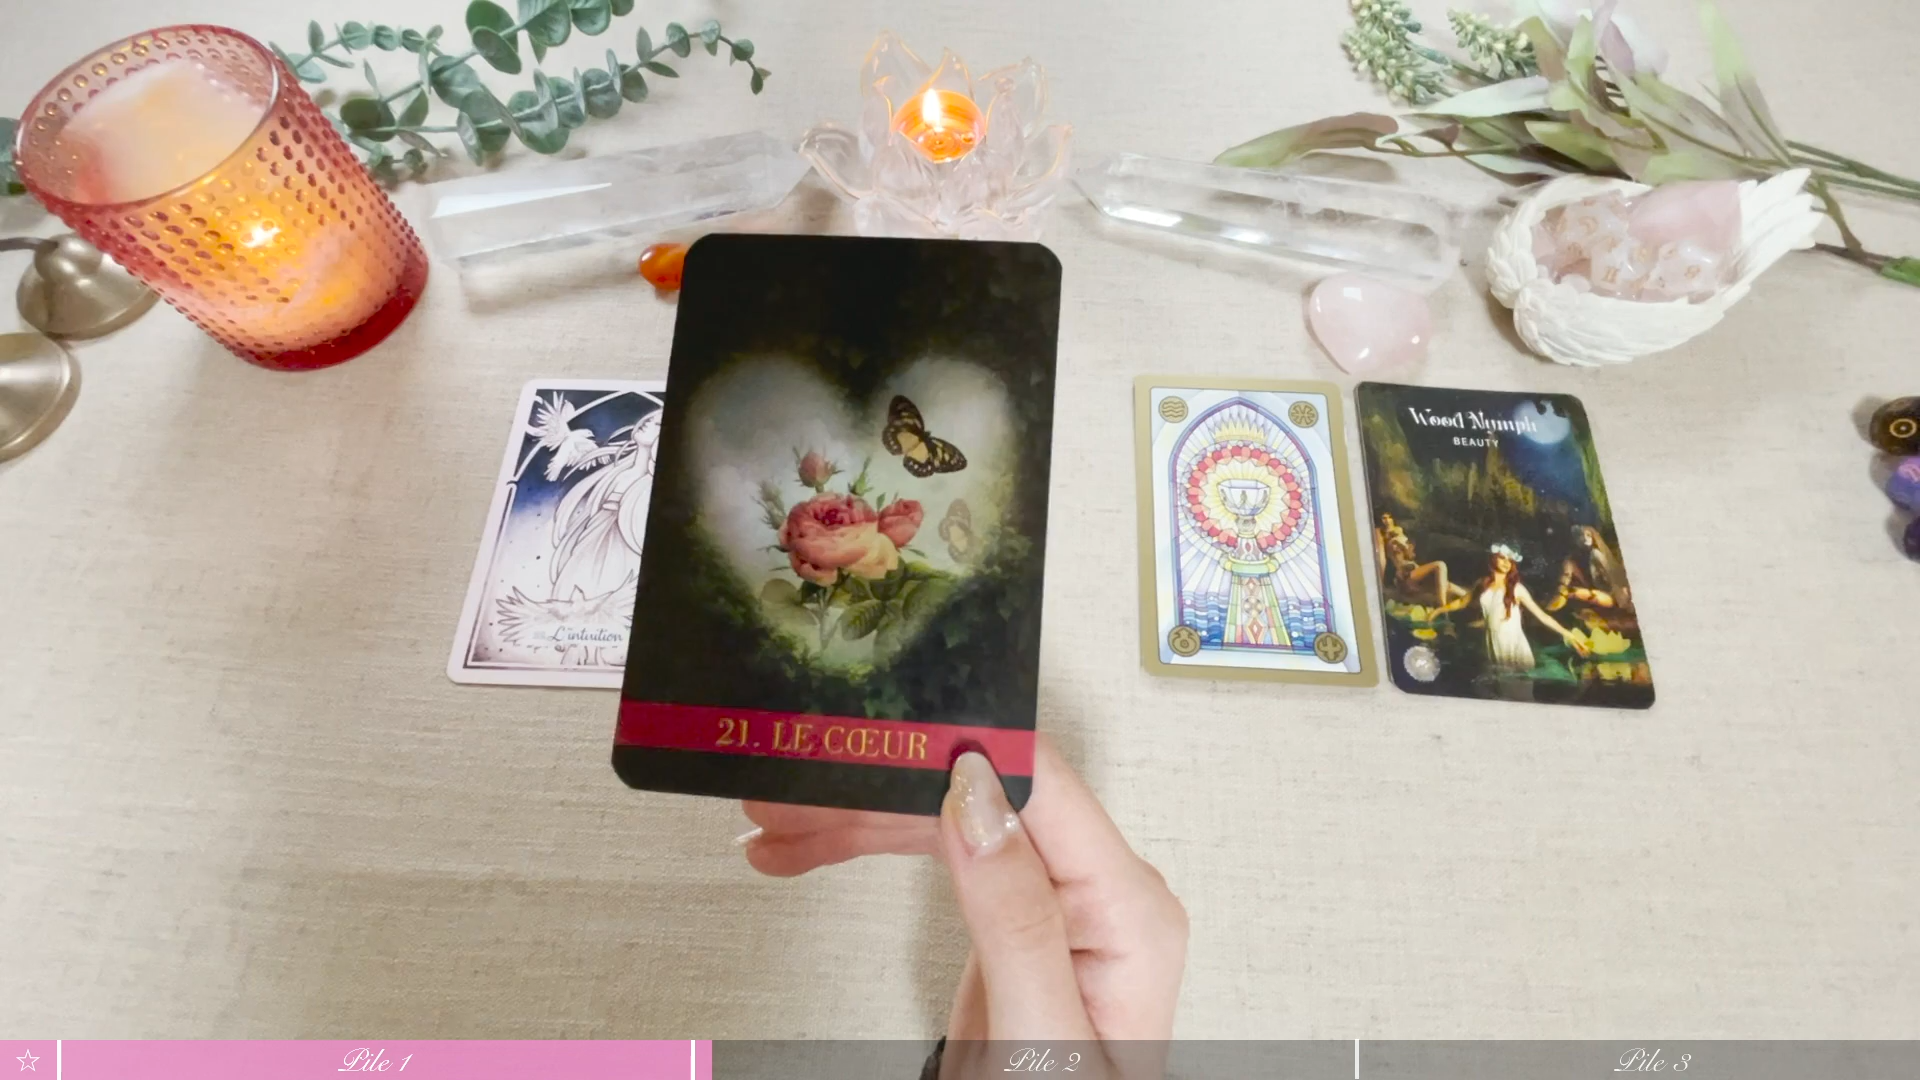 Wood Nymph
BEAUTY
L'intuition
21. LE CŒUR
☆ Pile 1 Pile 2 Pile 3